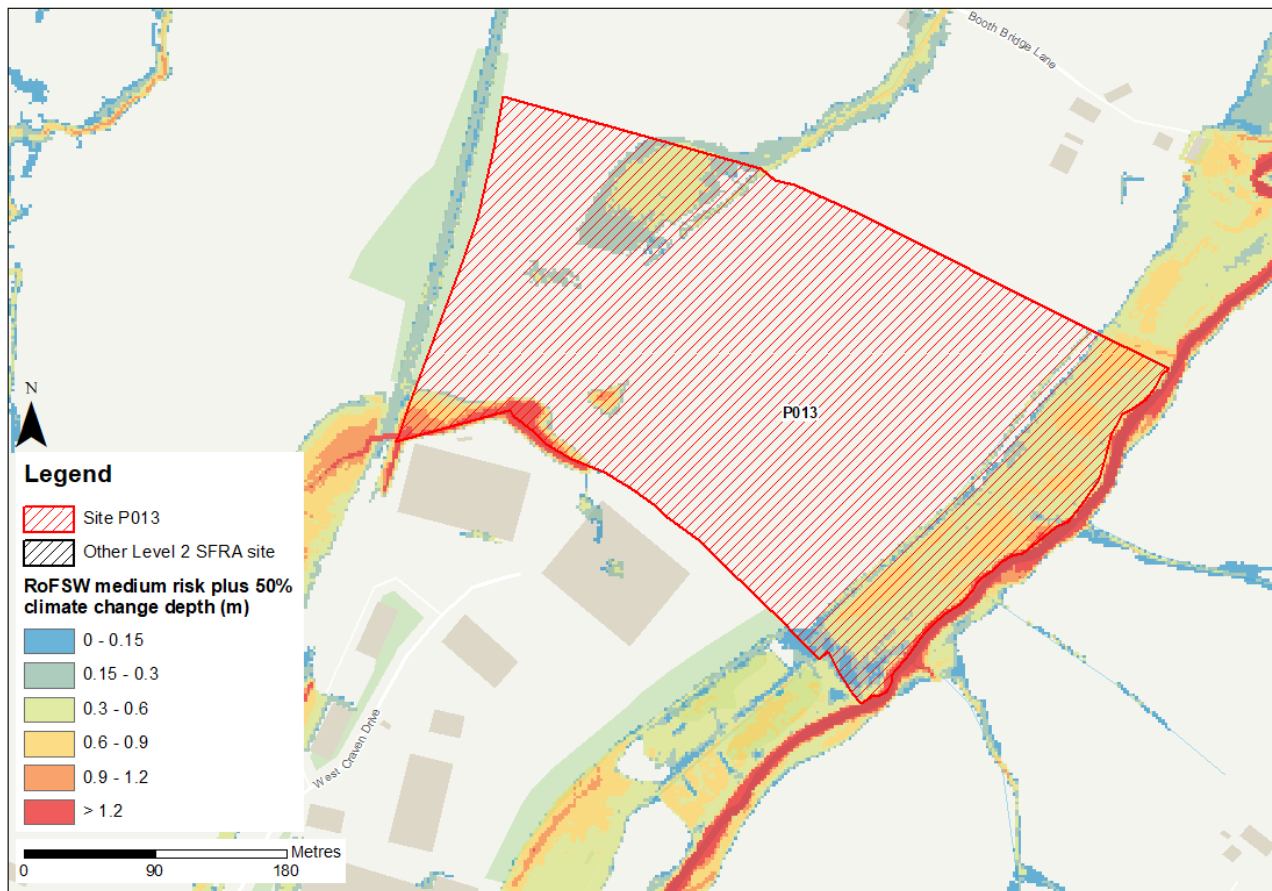 Booth Bridge Lane
P013
N
Legend
Site P013
Other Level 2 SFRA site
RoFSW medium risk plus 50%
climate change depth (m)
0 - 0.15
0.15 - 0.3
0.3 - 0.6
0.6 - 0.9
0.9 - 1.2
> 1.2
West Craven Drive
Metres
0 90 180